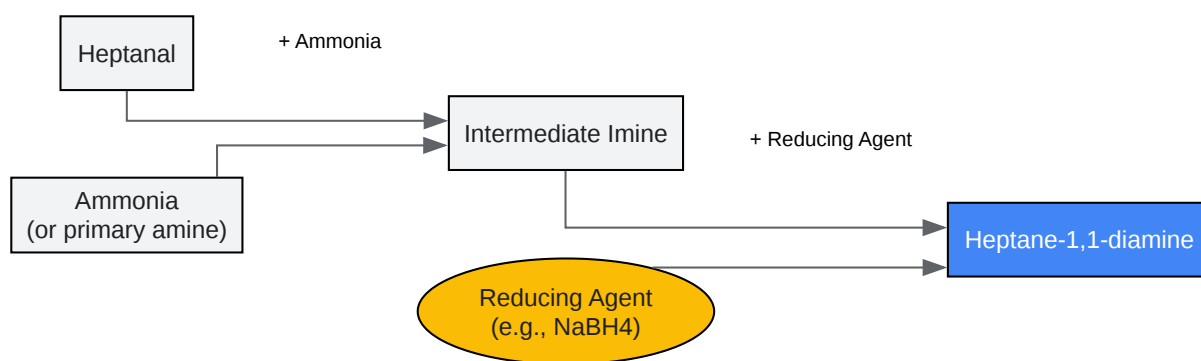 Heptanal
+ Ammonia
Intermediate Imine
+ Reducing Agent
Ammonia
(or primary amine)
Heptane-1,1-diamine
Reducing Agent
(e.g., NaBH4)